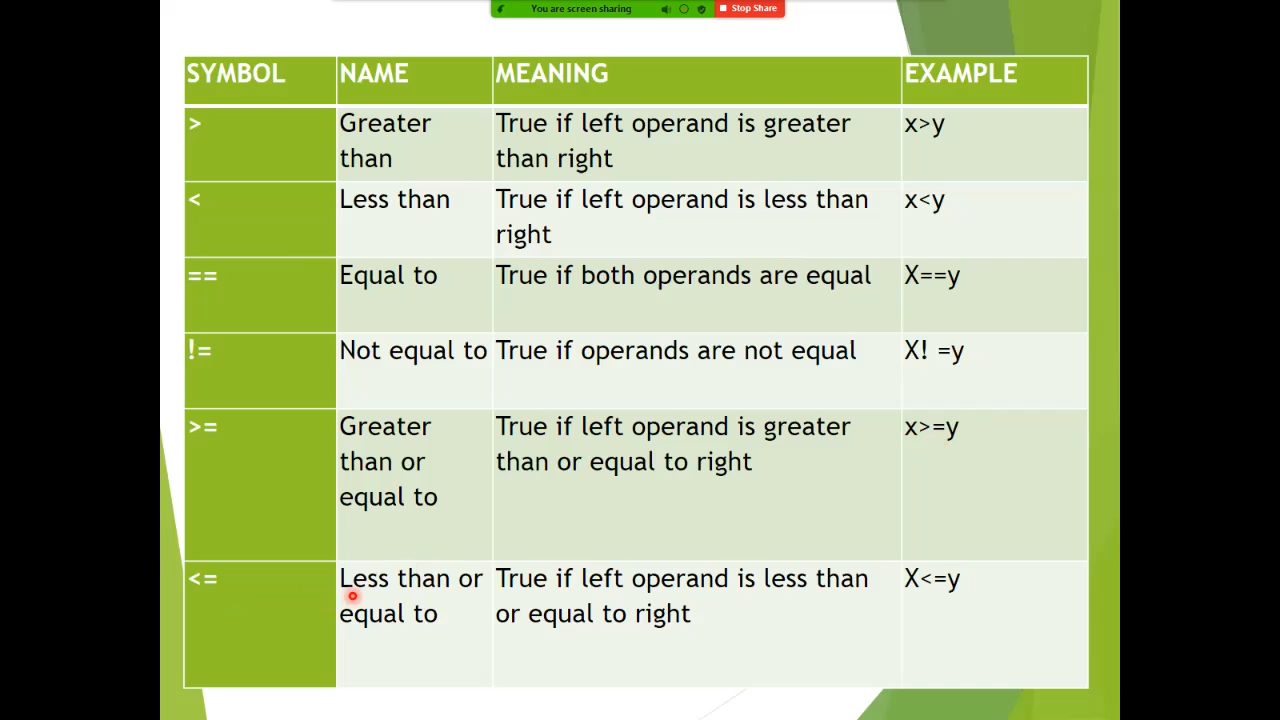 You are screen sharing
Stop Share
SYMBOL NAME MEANING EXAMPLE
> Greater than True if left operand is greater than right x>y
< Less than True if left operand is less than right x<y
== Equal to True if both operands are equal X==y
!= Not equal to True if operands are not equal X! =y
>= Greater than or equal to True if left operand is greater than or equal to right x>=y
<= Less than or equal to True if left operand is less than or equal to right X<=y